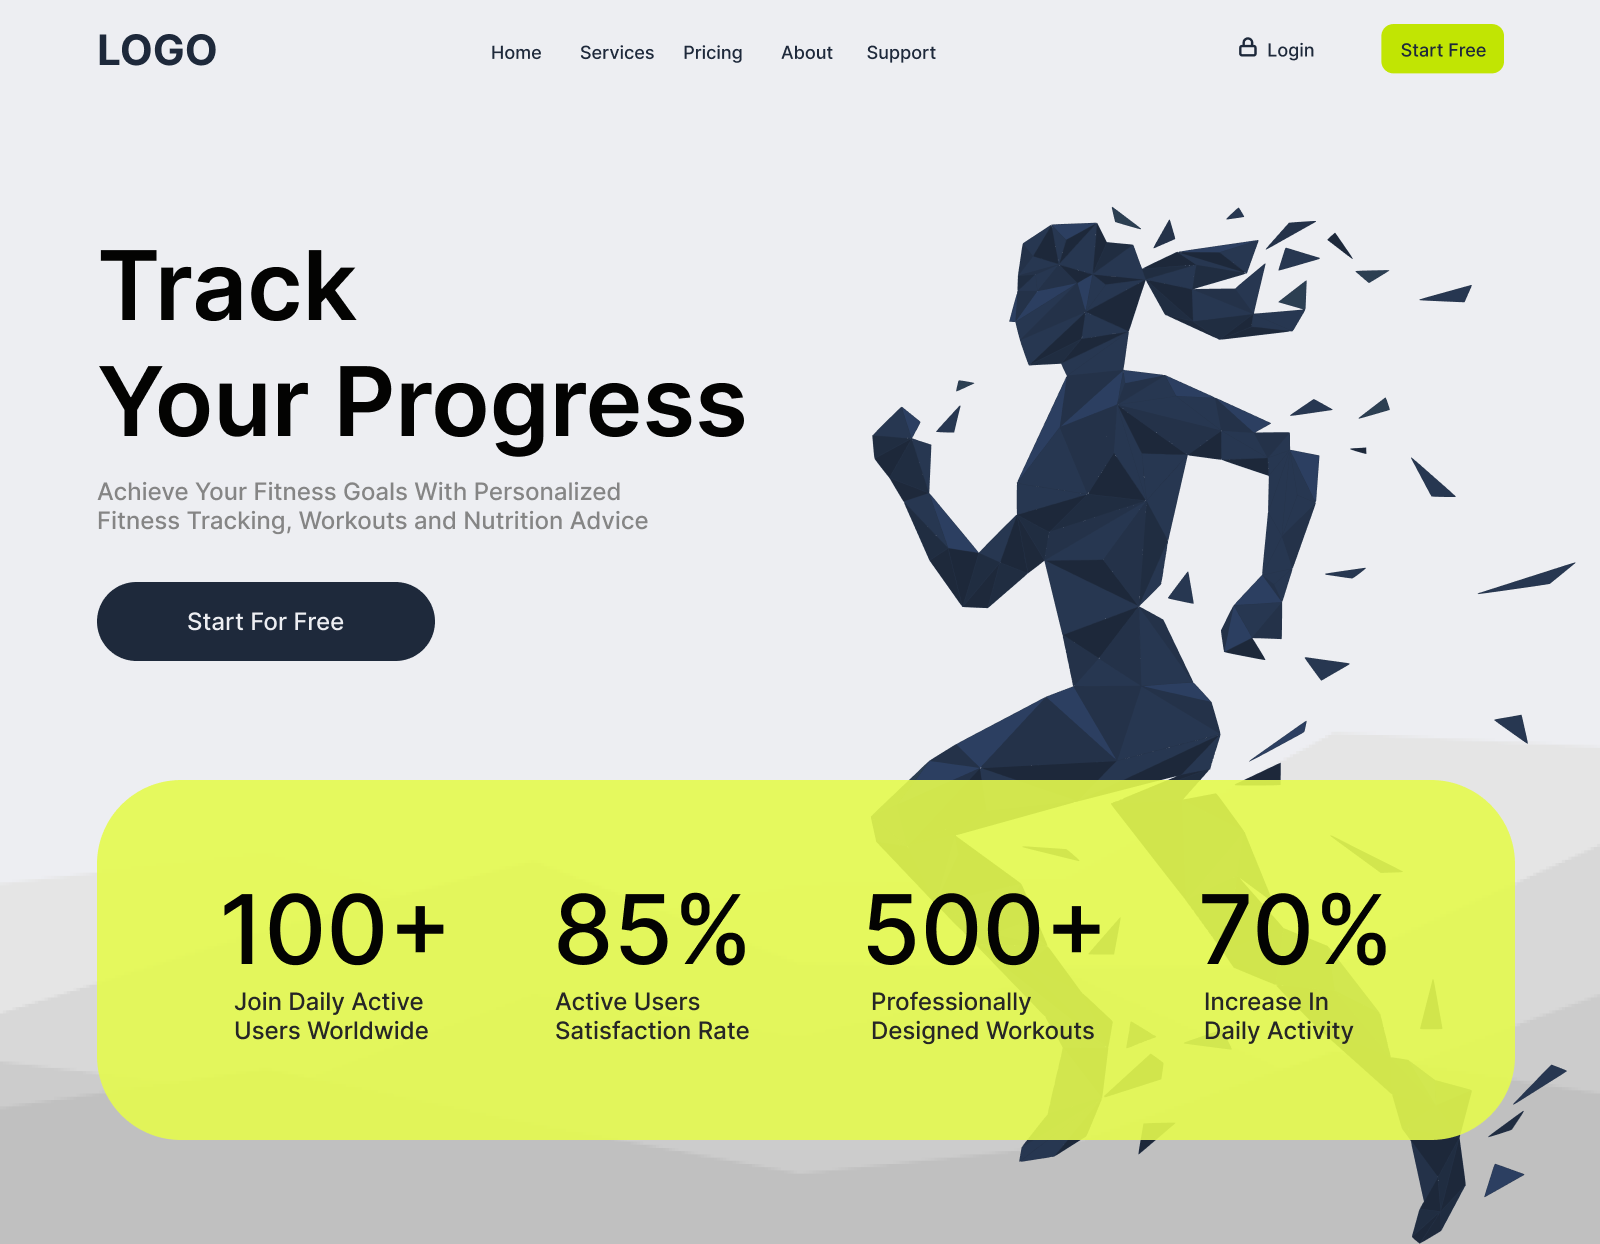 LOGO
Home Services Pricing About Support
Login
Start Free
Track
Your Progress
Achieve Your Fitness Goals With Personalized
Fitness Tracking, Workouts and Nutrition Advice
Start For Free
100+
Join Daily Active
Users Worldwide
85%
Active Users
Satisfaction Rate
500+
Professionally
Designed Workouts
70%
Increase In
Daily Activity